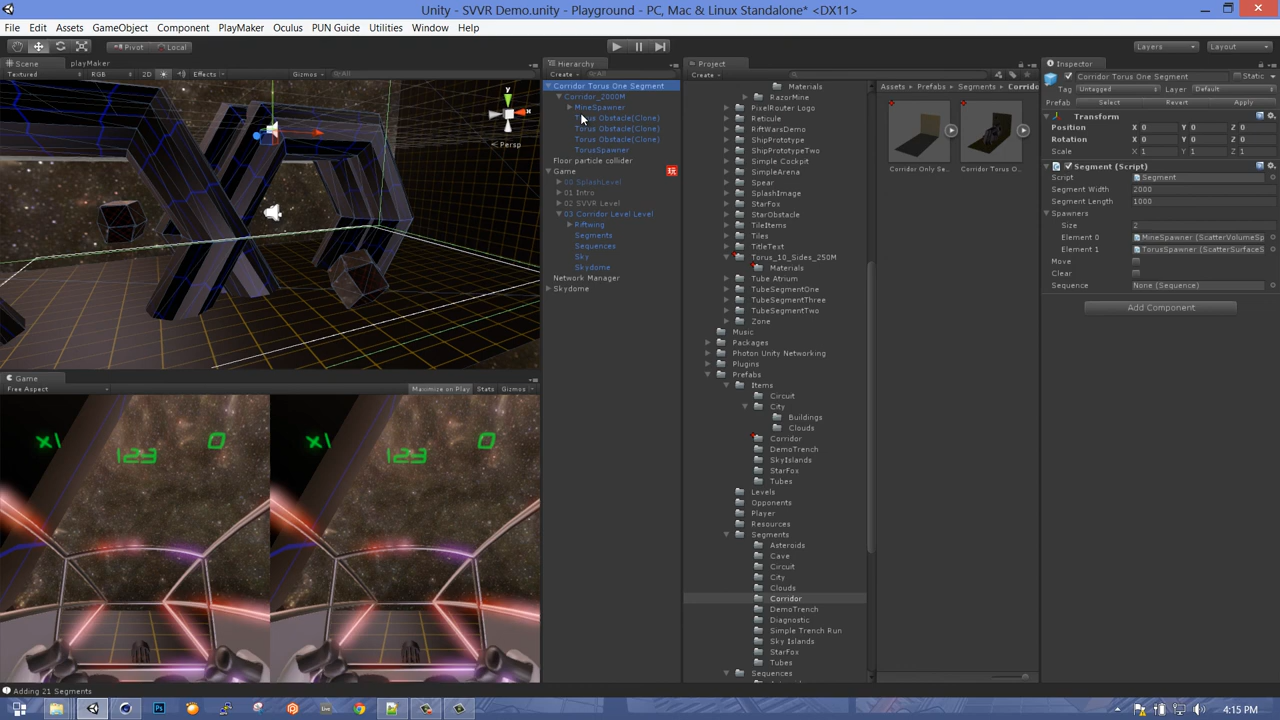 Unity - SVVR Demo.unity - Playground - PC, Mac & Linux Standalone* <DX11>
File Edit Assets GameObject Component PlayMaker Oculus PUN Guide Utilities Window Help
Pivot Local Layers Layout
Scene playMaker
Textured RGB 2D Effects Gizmos All
y x Persp
Game
Free Aspect Maximize on Play Stats Gizmos
x1 123 0 x1 123 0
Adding 21 Segments
Hierarchy
Create All
Corridor Torus One Segment
Corridor_2000M
MineSpawner
Torus Obstacle(Clone)
Torus Obstacle(Clone)
Torus Obstacle(Clone)
TorusSpawner
Floor particle collider
Game 玩
00 SplashLevel
01 Intro
02 SVVR Level
03 Corridor Level Level
Riftwing
Segments
Sequences
Sky
Skydome
Network Manager
Skydome
Project
Create
Materials
RazorMine
PixelRouter Logo
Reticule
RiftWarsDemo
ShipPrototype
ShipPrototypeTwo
Simple Cockpit
SimpleArena
Spear
SplashImage
StarFox
StarObstacle
TileItems
Tiles
TitleText
Torus_10_Sides_250M
Materials
Tube Atrium
TubeSegmentOne
TubeSegmentThree
TubeSegmentTwo
Zone
Music
Packages
Photon Unity Networking
Plugins
Prefabs
Items
Circuit
City
Buildings
Clouds
Corridor
DemoTrench
SkyIslands
StarFox
Tubes
Levels
Opponents
Player
Resources
Segments
Asteroids
Cave
Circuit
City
Clouds
Corridor
DemoTrench
Diagnostic
Simple Trench Run
Sky Islands
StarFox
Tubes
Sequences
Assets Prefabs Segments Corrido
Corridor Only Se... Corridor Torus O...
Inspector
Corridor Torus One Segment Static
Tag Untagged Layer Default
Prefab Select Revert Apply
Transform
Position X 0 Y 0 Z 0
Rotation X 0 Y 0 Z 0
Scale X 1 Y 1 Z 1
Segment (Script)
Script Segment
Segment Width 2000
Segment Length 1000
Spawners
Size 2
Element 0 MineSpawner (ScatterVolumeSp
Element 1 TorusSpawner (ScatterSurfaceS
Move
Clear
Sequence None (Sequence)
Add Component
Ps
4:15 PM